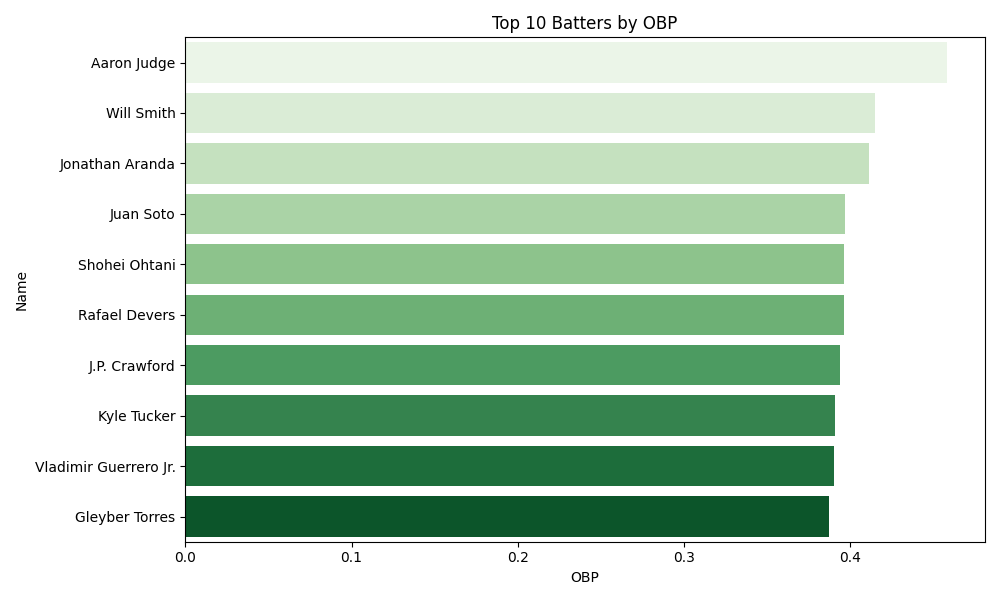 Top 10 Batters by OBP
Name
Aaron Judge
Will Smith
Jonathan Aranda
Juan Soto
Shohei Ohtani
Rafael Devers
J.P. Crawford
Kyle Tucker
Vladimir Guerrero Jr.
Gleyber Torres
0.0 0.1 0.2 0.3 0.4
OBP